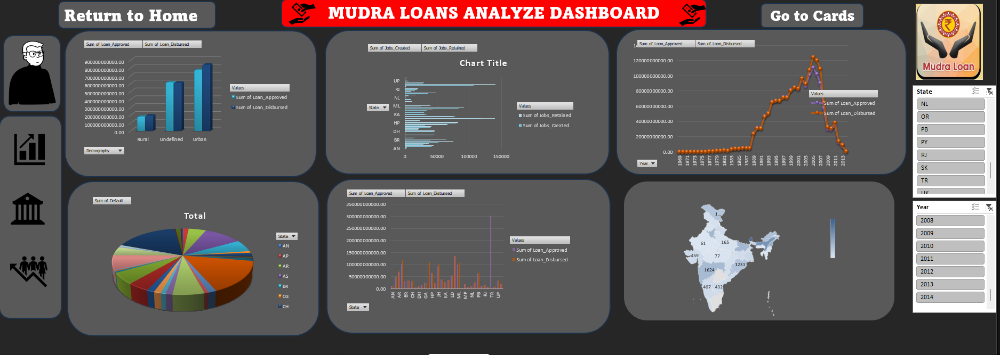 Return to Home
MUDRA LOANS ANALYZE DASHBOARD
Go to Cards
Mudra Loan
Sum of Loan_Approved
Sum of Loan_Disbursed
900000000000.00
800000000000.00
700000000000.00
600000000000.00
500000000000.00
400000000000.00
300000000000.00
200000000000.00
100000000000.00
0.00
Rural
Undefined
Urban
Values
Sum of Loan_Approved
Sum of Loan_Disbursed
Demography
Sum of Jobs_Created
Sum of Jobs_Retained
Chart Title
UP
RJ
NL
ML
KA
HP
DH
BR
AN
0
50000
100000
150000
State
Values
Sum of Jobs_Retained
Sum of Jobs_Created
Sum of Loan_Approved
Sum of Loan_Disbursed
120000000000.00
100000000000.00
80000000000.00
60000000000.00
40000000000.00
20000000000.00
0.00
1969
1971
1973
1975
1977
1979
1981
1983
1985
1987
1989
1991
1993
1995
1997
1999
2001
2003
2005
2007
2009
2011
2013
Values
Sum of Loan_Approved
Sum of Loan_Disbursed
Year
State
NL
OR
PB
PY
RJ
SK
TR
UK
Year
2008
2009
2010
2011
2012
2013
2014
Sum of Default
Total
State
AN
AP
AR
AS
BR
CG
CH
Sum of Loan_Approved
Sum of Loan_Disbursed
350000000000.00
300000000000.00
250000000000.00
200000000000.00
150000000000.00
100000000000.00
50000000000.00
0.00
AN
AR
BR
CH
DH
GA
HP
JH
KA
LD
ML
MP
NL
PB
RJ
TR
UP
Values
Sum of Loan_Approved
Sum of Loan_Disbursed
State
1...
61
165
459
77
1231
1624
407
432